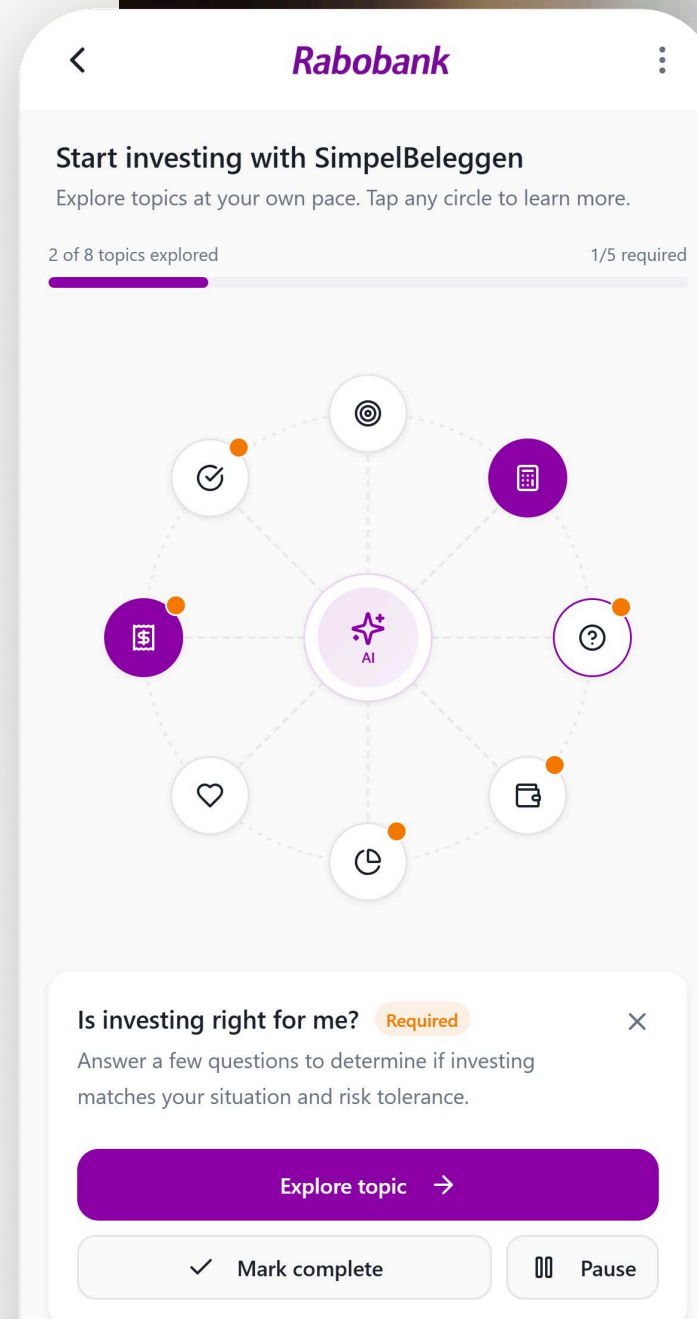 Rabobank
Start investing with SimpelBeleggen
Explore topics at your own pace. Tap any circle to learn more.
2 of 8 topics explored
1/5 required
AI
Is investing right for me?
Required
Answer a few questions to determine if investing
matches your situation and risk tolerance.
Explore topic
Mark complete
Pause